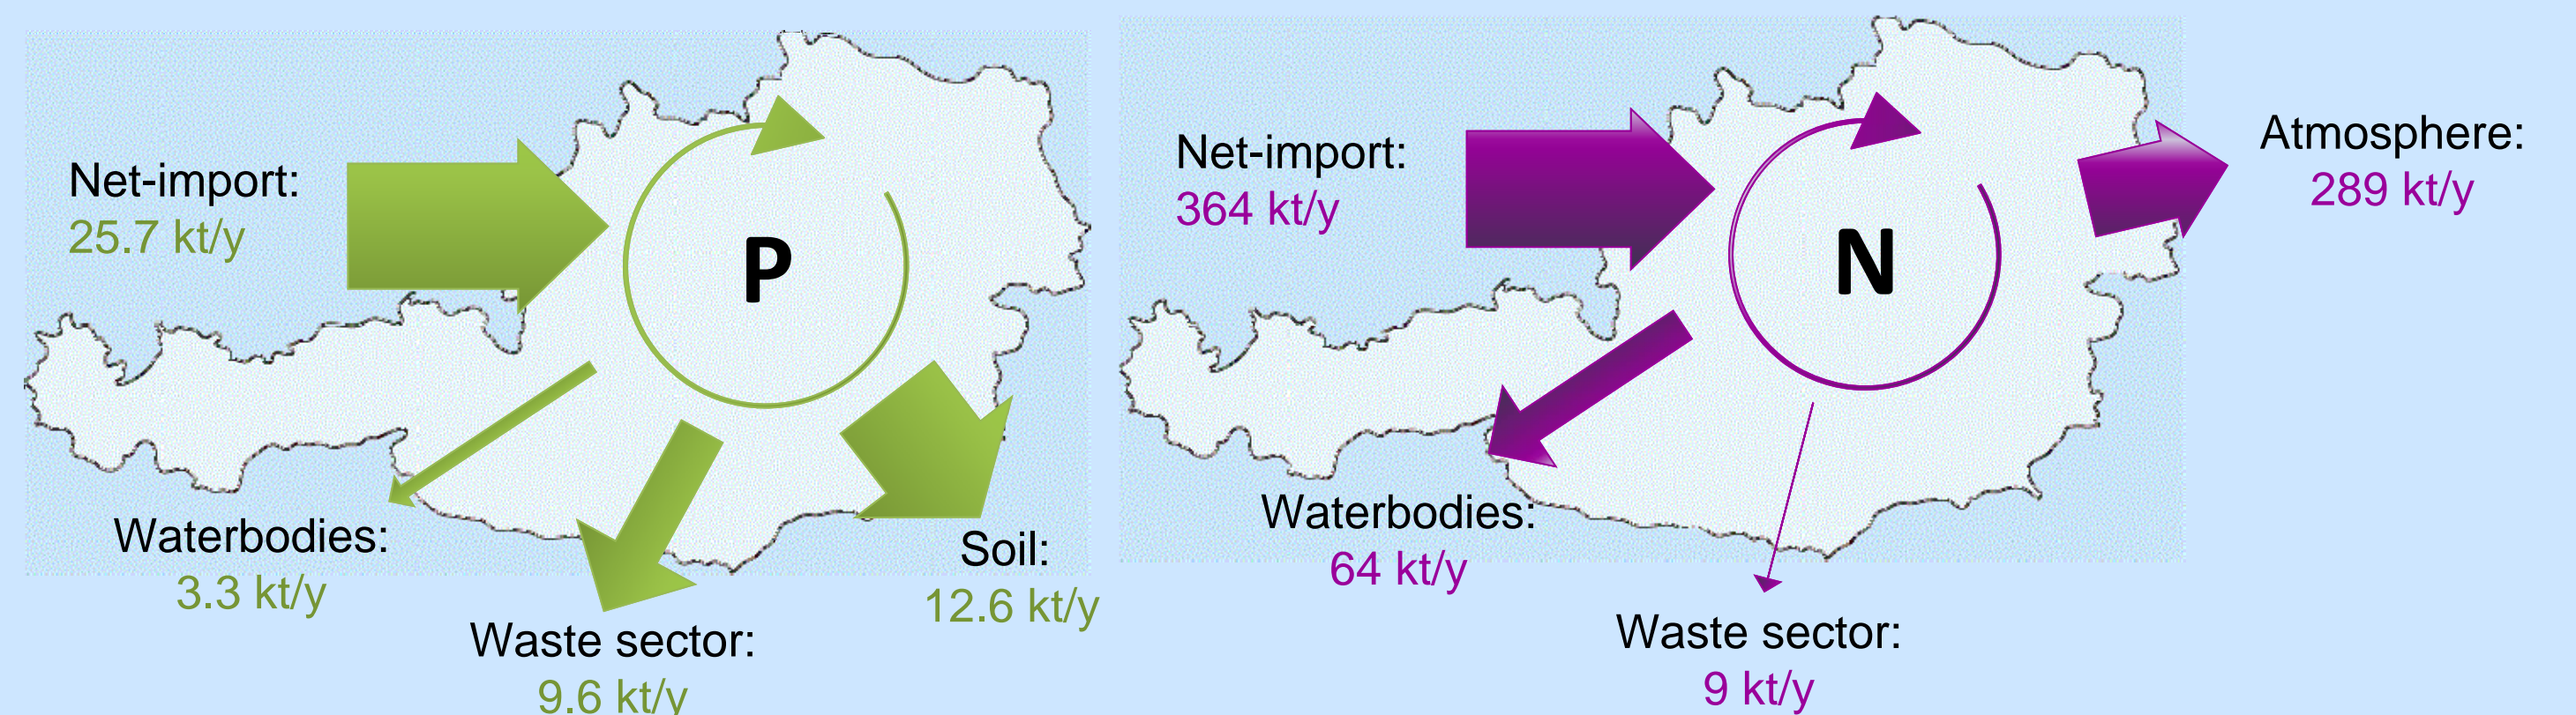 Net-import:
25.7 kt/y
P
Waterbodies:
3.3 kt/y
Waste sector:
9.6 kt/y
Soil:
12.6 kt/y
Net-import:
364 kt/y
N
Atmosphere:
289 kt/y
Waterbodies:
64 kt/y
Waste sector:
9 kt/y